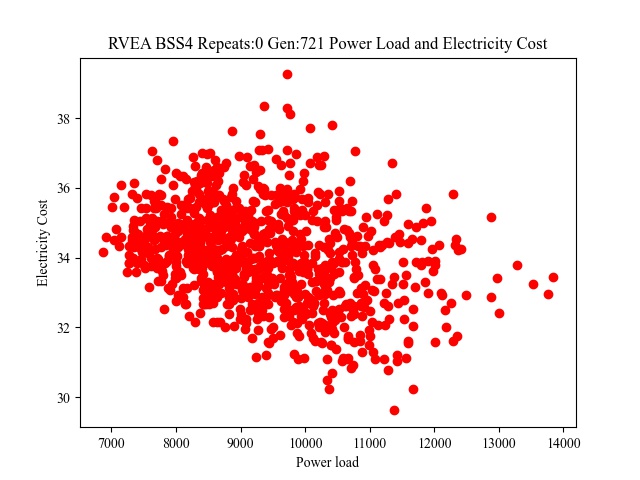 RVEA BSS4 Repeats:0 Gen:721 Power Load and Electricity Cost
Electricity Cost
38
36
34
32
30
7000 8000 9000 10000 11000 12000 13000 14000
Power load